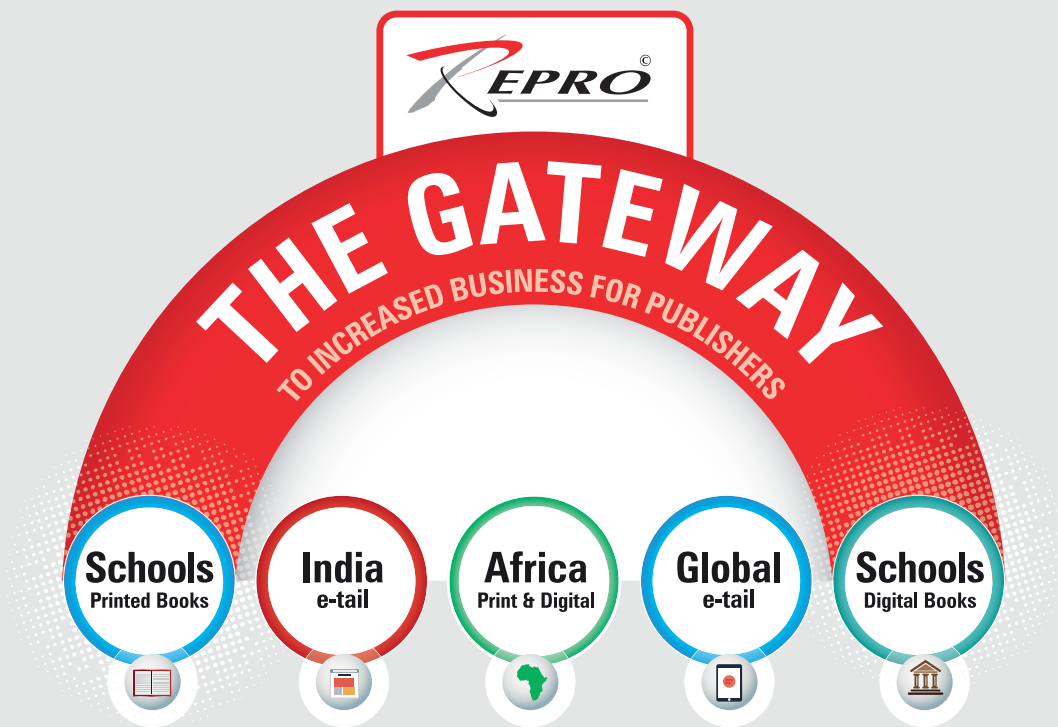 REPRO©
THE GATEWAY
TO INCREASED BUSINESS FOR PUBLISHERS
Schools
Printed Books
India
e-tail
Africa
Print & Digital
Global
e-tail
Schools
Digital Books